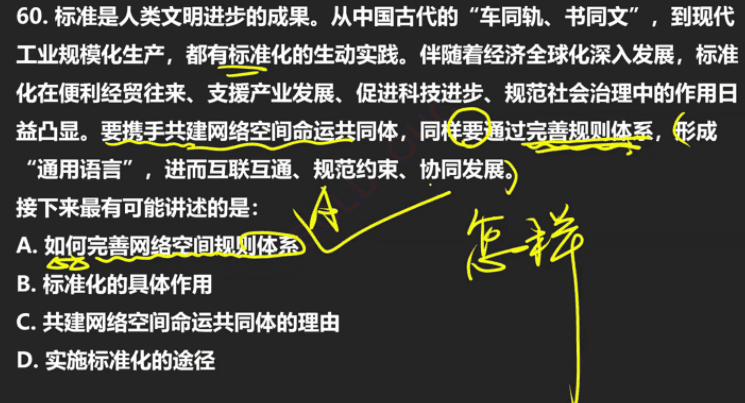 60. 标准是人类文明进步的成果。从中国古代的“车同轨、书同文”，到现代
工业规模化生产，都有标准化的生动实践。伴随着经济全球化深入发展，标准
化在便利经贸往来、支援产业发展、促进科技进步、规范社会治理中的作用日
益凸显。要携手共建网络空间命运共同体，同样要通过完善规则体系，形成
“通用语言”，进而互联互通、规范约束、协同发展。
接下来最有可能讲述的是：
A
A. 如何完善网络空间规则体系
怎样
B. 标准化的具体作用
C. 共建网络空间命运共同体的理由
D. 实施标准化的途径